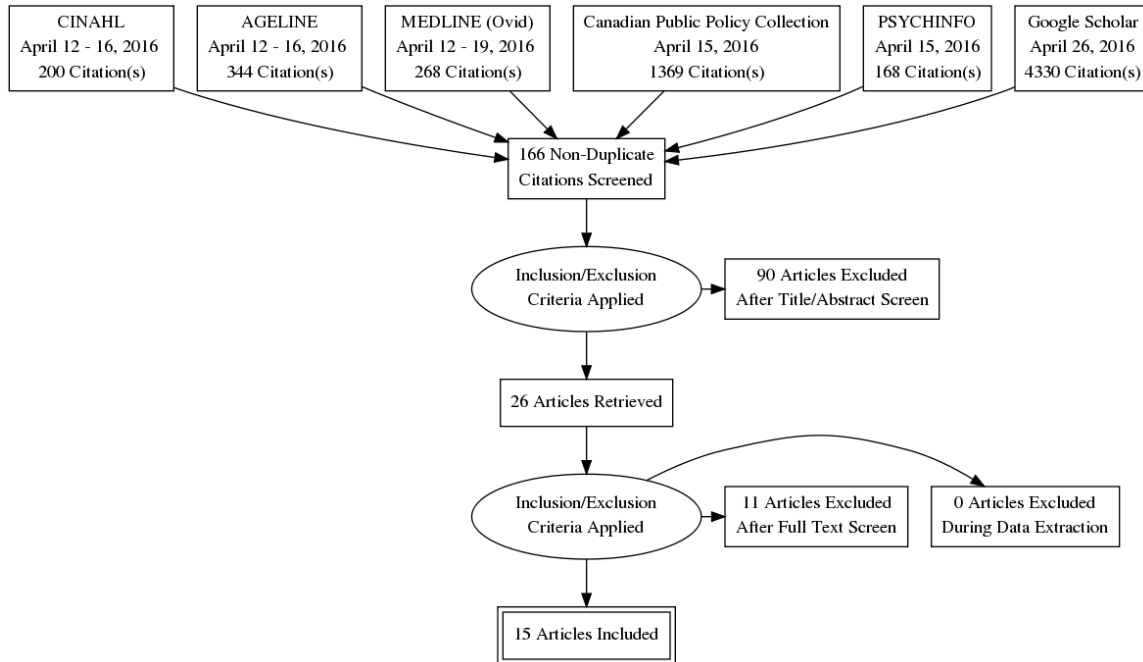 CINAHL
April 12 - 16, 2016
200 Citation(s)
AGELINE
April 12 - 16, 2016
344 Citation(s)
MEDLINE (Ovid)
April 12 - 19, 2016
268 Citation(s)
Canadian Public Policy Collection
April 15, 2016
1369 Citation(s)
PSYCHINFO
April 15, 2016
168 Citation(s)
Google Scholar
April 26, 2016
4330 Citation(s)
166 Non-Duplicate
Citations Screened
Inclusion/Exclusion
Criteria Applied
90 Articles Excluded
After Title/Abstract Screen
26 Articles Retrieved
Inclusion/Exclusion
Criteria Applied
11 Articles Excluded
After Full Text Screen
0 Articles Excluded
During Data Extraction
15 Articles Included